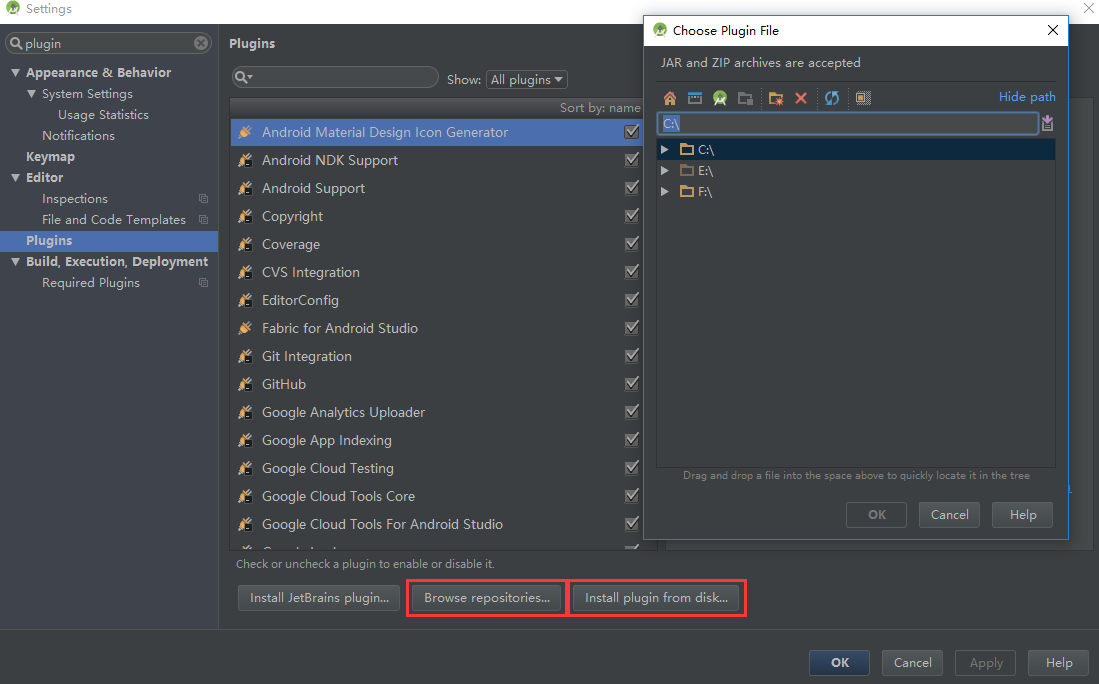 Settings
plugin
Appearance & Behavior
System Settings
Usage Statistics
Notifications
Keymap
Editor
Inspections
File and Code Templates
Plugins
Build, Execution, Deployment
Required Plugins
Plugins
Show: All plugins
Sort by: name
Android Material Design Icon Generator
Android NDK Support
Android Support
Copyright
Coverage
CVS Integration
EditorConfig
Fabric for Android Studio
Git Integration
GitHub
Google Analytics Uploader
Google App Indexing
Google Cloud Testing
Google Cloud Tools Core
Google Cloud Tools For Android Studio
Check or uncheck a plugin to enable or disable it.
Install JetBrains plugin... Browse repositories... Install plugin from disk...
OK Cancel Apply Help
Choose Plugin File
JAR and ZIP archives are accepted
Hide path
C:\
C:\
E:\
F:\
Drag and drop a file into the space above to quickly locate it in the tree
OK Cancel Help